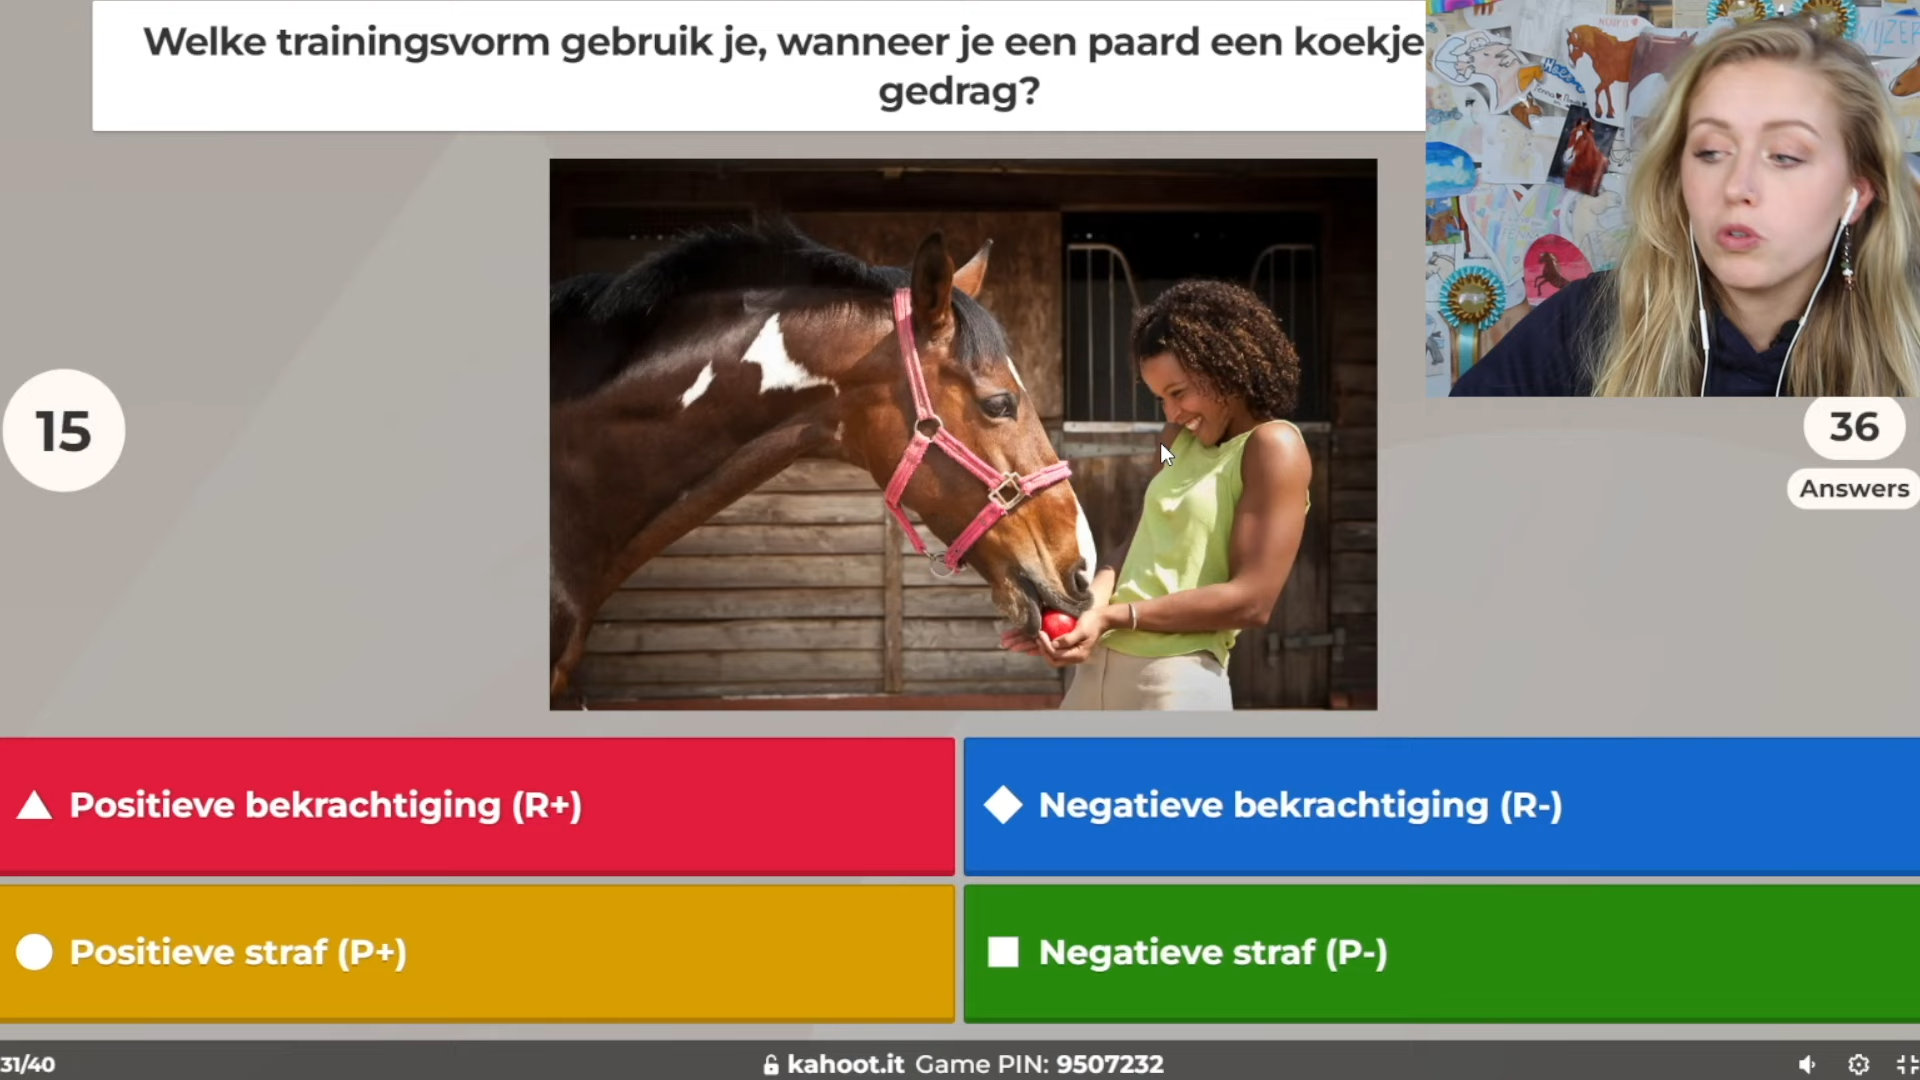 Welke trainingsvorm gebruik je, wanneer je een paard een koekje
gedrag?
15
36
Answers
Positieve bekrachtiging (R+)
Negatieve bekrachtiging (R-)
Positieve straf (P+)
Negatieve straf (P-)
31/40
kahoot.it Game PIN: 9507232